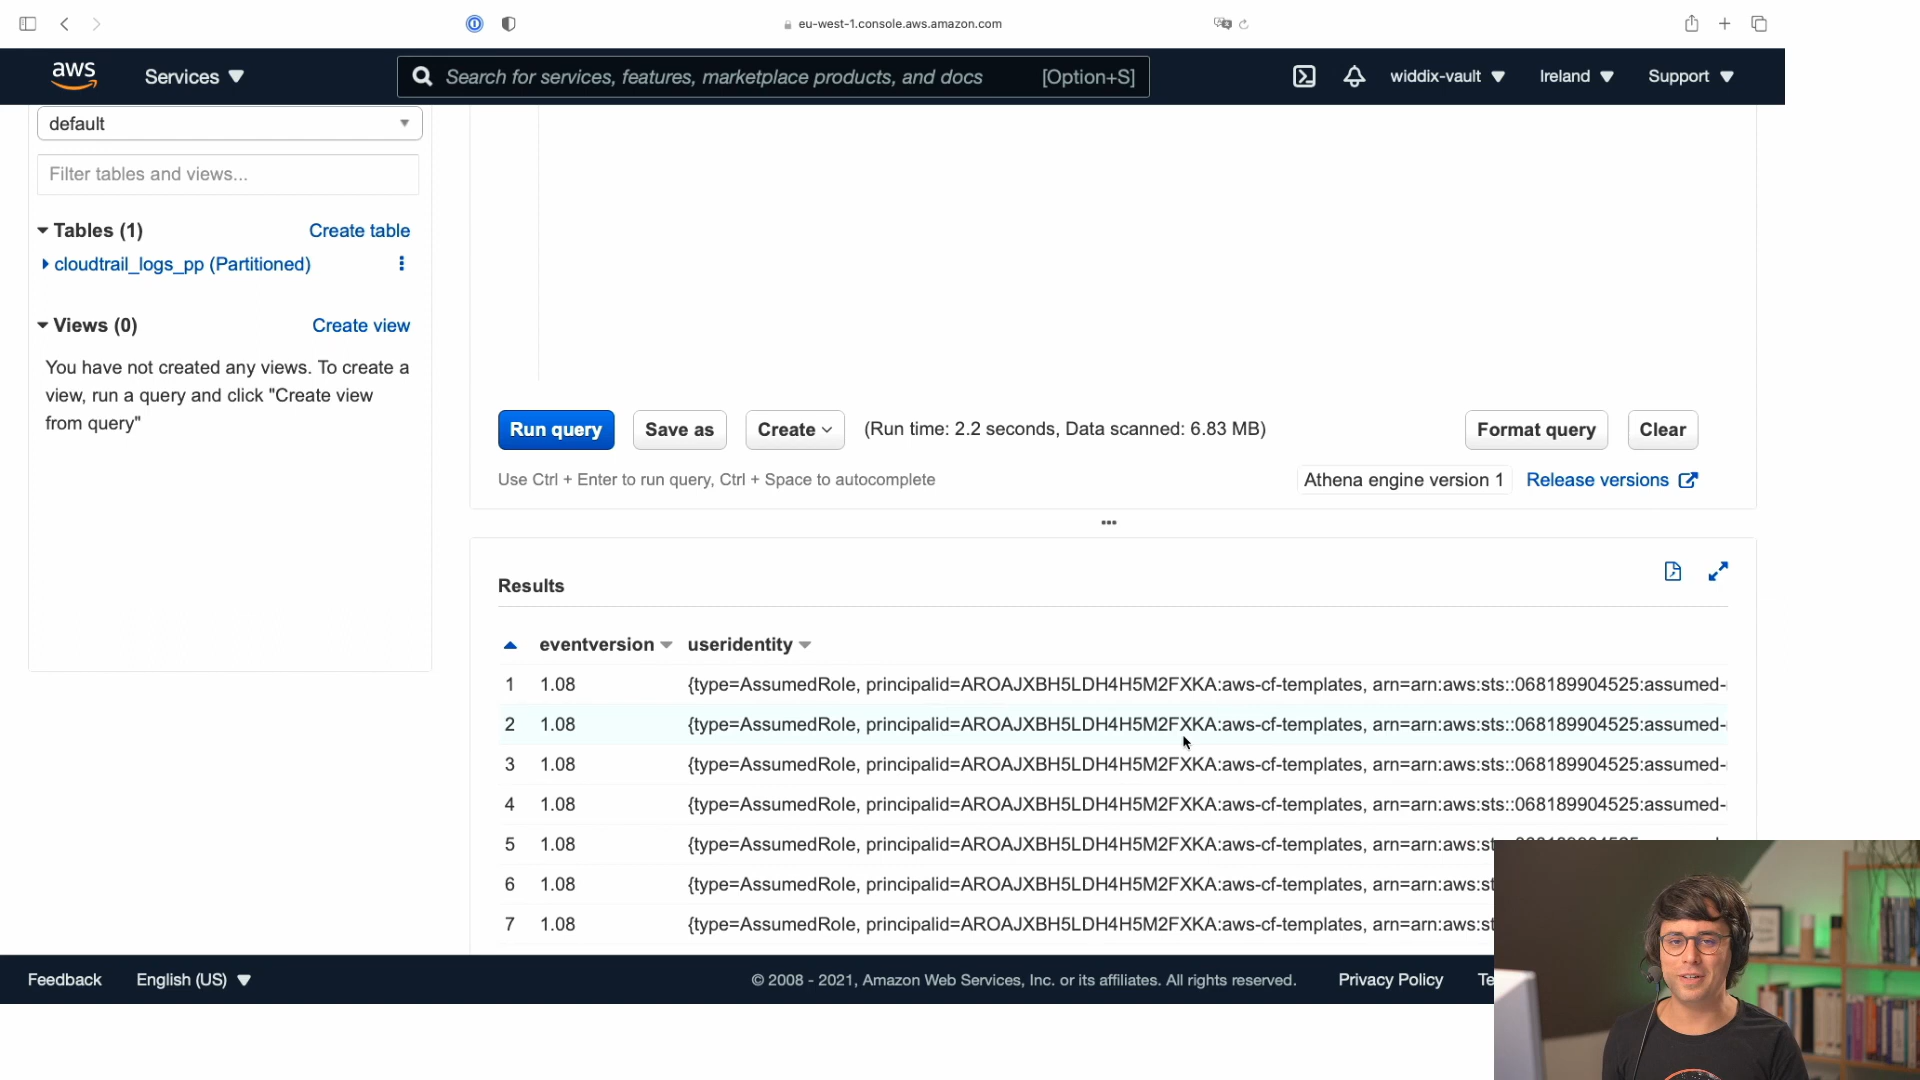 eu-west-1.console.aws.amazon.com
aws
Services
Search for services, features, marketplace products, and docs [Option+S]
widdix-vault
Ireland
Support
default
Filter tables and views...
Tables (1)
Create table
cloudtrail_logs_pp (Partitioned)
Views (0)
Create view
You have not created any views. To create a
view, run a query and click "Create view
from query"
Run query
Save as
Create
(Run time: 2.2 seconds, Data scanned: 6.83 MB)
Format query
Clear
Use Ctrl + Enter to run query, Ctrl + Space to autocomplete
Athena engine version 1
Release versions
Results
eventversion
useridentity
1 1.08 {type=AssumedRole, principalid=AROAJXBH5LDH4H5M2FXKA:aws-cf-templates, arn=arn:aws:sts::068189904525:assumed-
2 1.08 {type=AssumedRole, principalid=AROAJXBH5LDH4H5M2FXKA:aws-cf-templates, arn=arn:aws:sts::068189904525:assumed-
3 1.08 {type=AssumedRole, principalid=AROAJXBH5LDH4H5M2FXKA:aws-cf-templates, arn=arn:aws:sts::068189904525:assumed-
4 1.08 {type=AssumedRole, principalid=AROAJXBH5LDH4H5M2FXKA:aws-cf-templates, arn=arn:aws:sts::068189904525:assumed-
5 1.08 {type=AssumedRole, principalid=AROAJXBH5LDH4H5M2FXKA:aws-cf-templates, arn=arn:aws:sts::068189904525:assumed-
6 1.08 {type=AssumedRole, principalid=AROAJXBH5LDH4H5M2FXKA:aws-cf-templates, arn=arn:aws:st
7 1.08 {type=AssumedRole, principalid=AROAJXBH5LDH4H5M2FXKA:aws-cf-templates, arn=arn:aws:st
Feedback
English (US)
© 2008 - 2021, Amazon Web Services, Inc. or its affiliates. All rights reserved.
Privacy Policy
Te